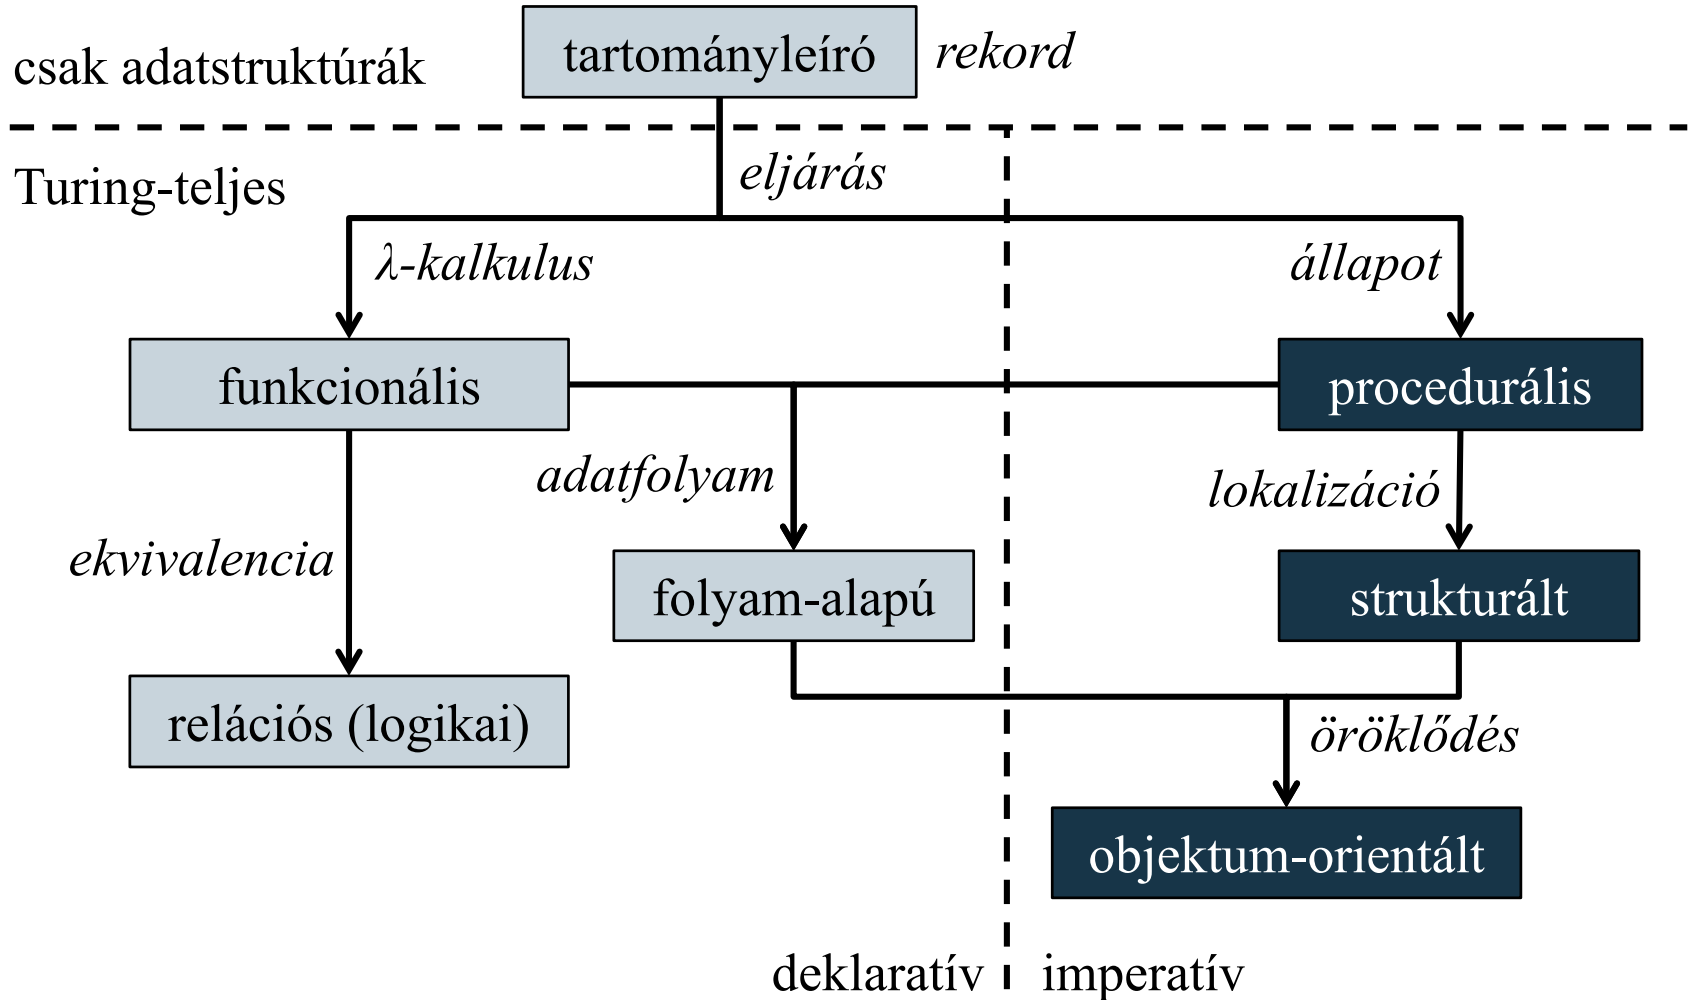 tartományleíró
rekord
csak adatstruktúrák
eljárás
Turing-teljes
λ-kalkulus
állapot
funkcionális
procedurális
adatfolyam
lokalizáció
ekvivalencia
folyam-alapú
strukturált
relációs (logikai)
öröklődés
objektum-orientált
deklaratív
imperatív